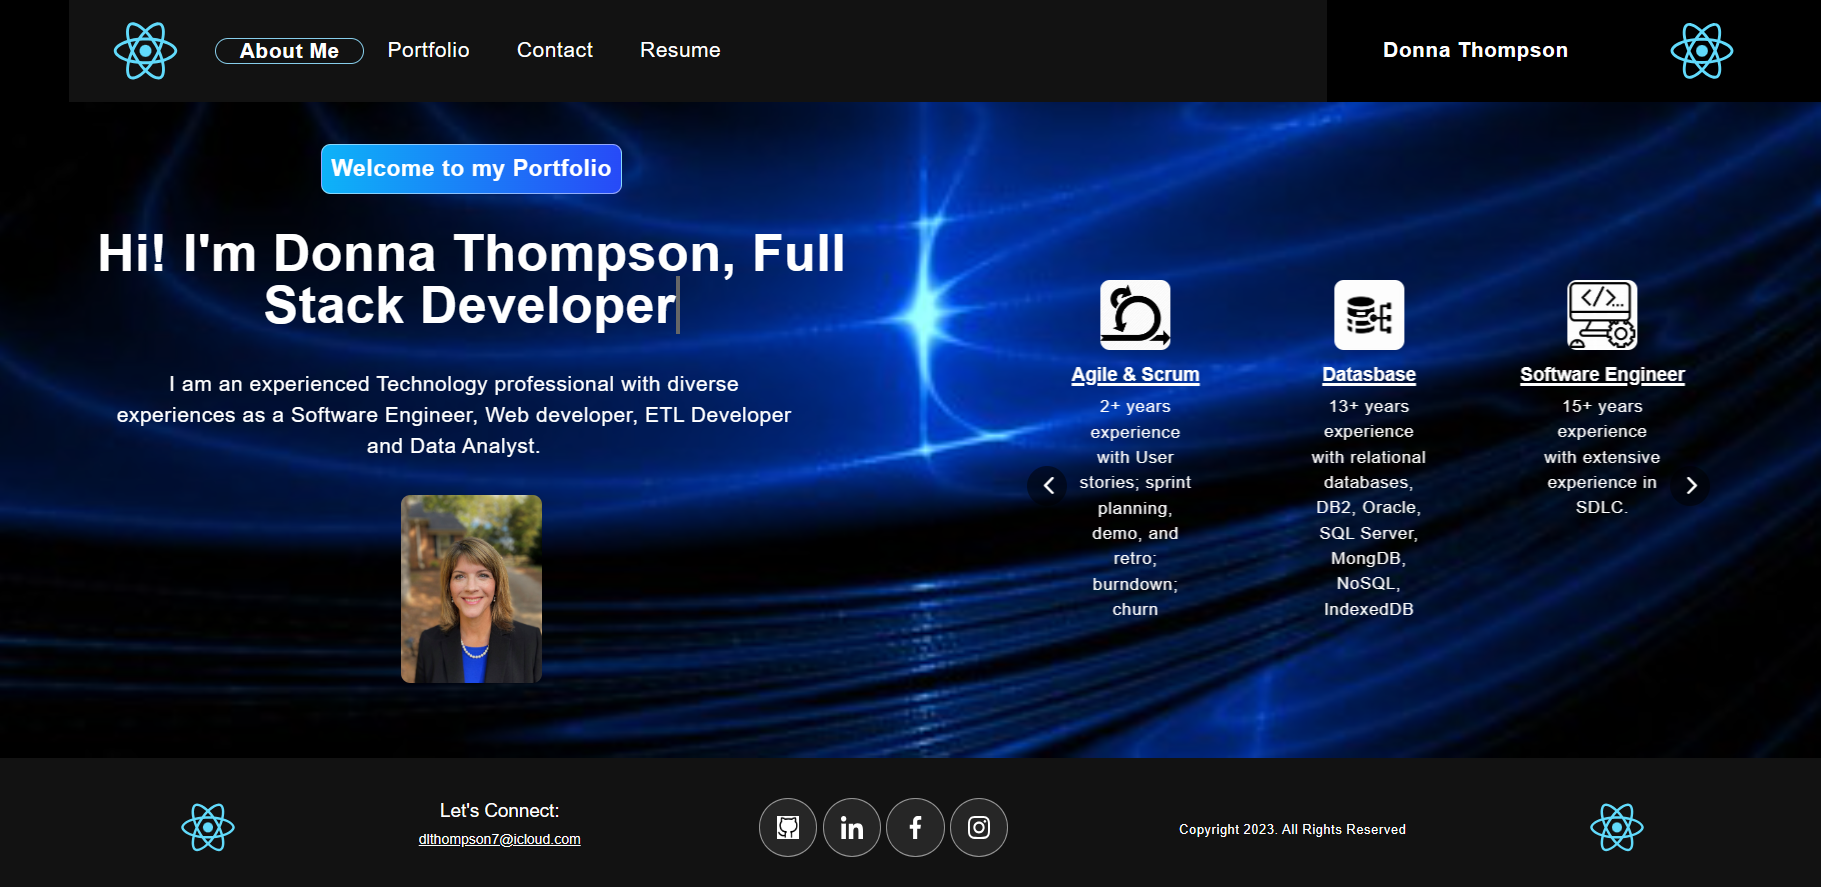 About Me
Portfolio
Contact
Resume
Donna Thompson
Welcome to my Portfolio
Hi! I'm Donna Thompson, Full
Stack Developer
I am an experienced Technology professional with diverse
experiences as a Software Engineer, Web developer, ETL Developer
and Data Analyst.
Agile & Scrum
2+ years
experience
with User
stories; sprint
planning,
demo, and
retro;
burndown;
churn
Datasbase
13+ years
experience
with relational
databases,
DB2, Oracle,
SQL Server,
MongDB,
NoSQL,
IndexedDB
Software Engineer
15+ years
experience
with extensive
experience in
SDLC.
Let's Connect:
dlthompson7@icloud.com
Copyright 2023. All Rights Reserved